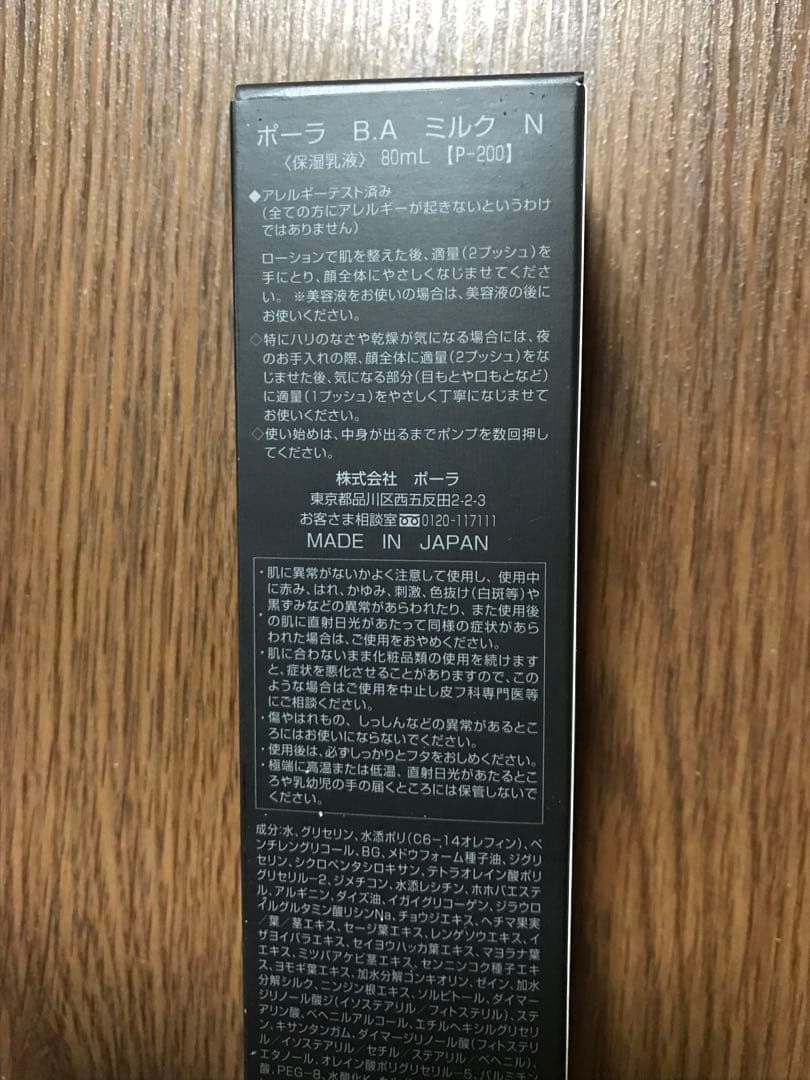 ポーラ B.A ミルク N
〈保湿乳液〉 80mL 【P-200】
◆アレルギーテスト済み
(全ての方にアレルギーが起きないというわけ
ではありません)
ローションで肌を整えた後、適量(2プッシュ)を
手にとり、顔全体にやさしくなじませてくださ
い。 ※美容液をお使いの場合は、美容液の後に
お使いください。
◇特にハリのなさや乾燥が気になる場合には、夜
のお手入れの際、顔全体に適量(2プッシュ)をな
じませた後、気になる部分(目もとや口もとなど)
に適量(1プッシュ)をやさしく丁寧になじませて
お使いください。
◇使い始めは、中身が出るまでポンプを数回押し
てください。
株式会社 ポーラ
東京都品川区西五反田2-2-3
お客さま相談室 0120-117111
MADE IN JAPAN
・肌に異常がないかよく注意して使用し、使用中
に赤み、はれ、かゆみ、刺激、色抜け(白斑等)や
黒ずみなどの異常があらわれたり、また使用後
の肌に直射日光があたって同様の症状があら
われた場合は、ご使用をおやめください。
・肌に合わないまま化粧品類の使用を続けます
と、症状を悪化させることがありますので、この
ような場合はご使用を中止し皮フ科専門医等
にご相談ください。
・傷やはれもの、しっしんなどの異常があるとこ
ろにはお使いにならないでください。
・使用後は、必ずしっかりとフタをおしめください。
・極端に高温または低温、直射日光があたるとこ
ろや乳幼児の手の届くところには保管しないで
ください。
成分:水、グリセリン、水添ポリ(C6-14オレフィン)、ペ
ンチレングリコール、BG、メドウフォーム種子油、ジグリ
セリン、シクロペンタシロキサン、テトラオレイン酸ポリ
グリセリル-2、ジメチコン、水添レシチン、ホホバエステ
ル、アルギニン、ダイズ油、イガイグリコーゲン、ジラウロ
イルグルタミン酸リシンNa、チョウジエキス、ヘチマ果実
/葉/茎エキス、セージ葉エキス、レンゲソウエキス、イ
ザヨイバラエキス、セイヨウハッカ葉エキス、マヨラナ葉
エキス、ミツバアケビ茎エキス、センニンコク種子エキ
ス、ヨモギ葉エキス、加水分解コンキオリン、ゼイン、加水
分解シルク、ニンジン根エキス、ソルビトール、ダイマー
ジリノール酸ジ(イソステアリル/フィトステリル)、ステ
アリン酸、ベヘニルアルコール、エチルヘキシルグリセリ
ン、キサンタンガム、ダイマージリノール酸(フィトステリ
ル/イソステアリル/セチル/ステアリル/ベヘニル)、
エタノール、オレイン酸ポリグリセリル-5、パルミチン
酸、PEG-8、水酸化K、